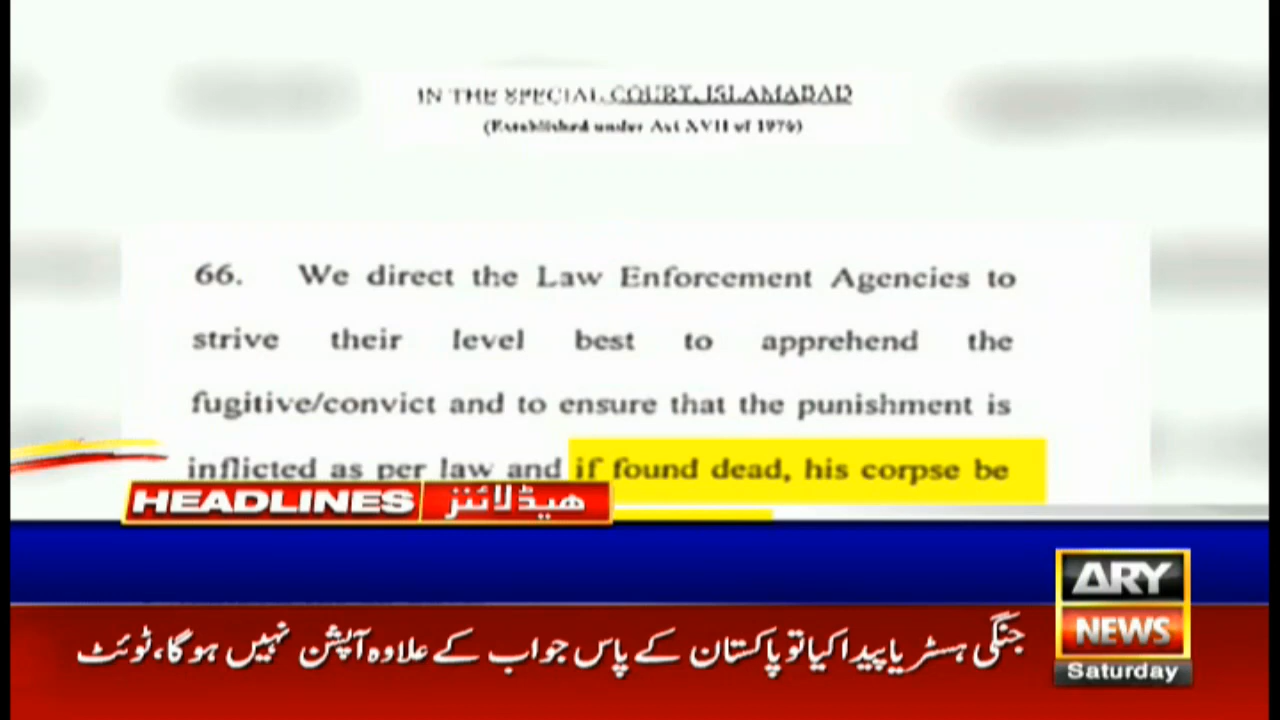 IN THE SPECIAL COURT, ISLAMABAD
(Established under Act XVII of 1976)
66. We direct the Law Enforcement Agencies to
strive their level best to apprehend the
fugitive/convict and to ensure that the punishment is
inflicted as per law and if found dead, his corpse be
HEADLINES ھیڈلائنز
ARY
NEWS
Saturday
جنگی ہسٹریا پیدا کیا تو پاکستان کے پاس جواب کے علاوہ آپشن نہیں ہوگا، ٹوئٹ